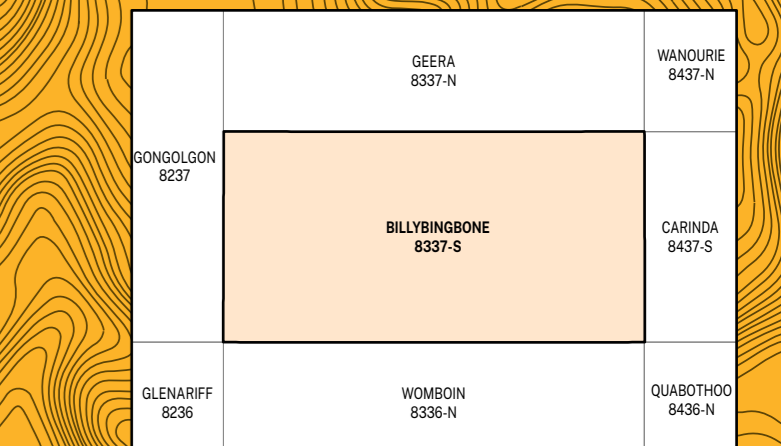 GEERA
8337-N
WANOURIE
8437-N
GONGOLGON
8237
BILLYBINGBONE
8337-S
CARINDA
8437-S
GLENARIFF
8236
WOMBOIN
8336-N
QUABOTHOO
8436-N